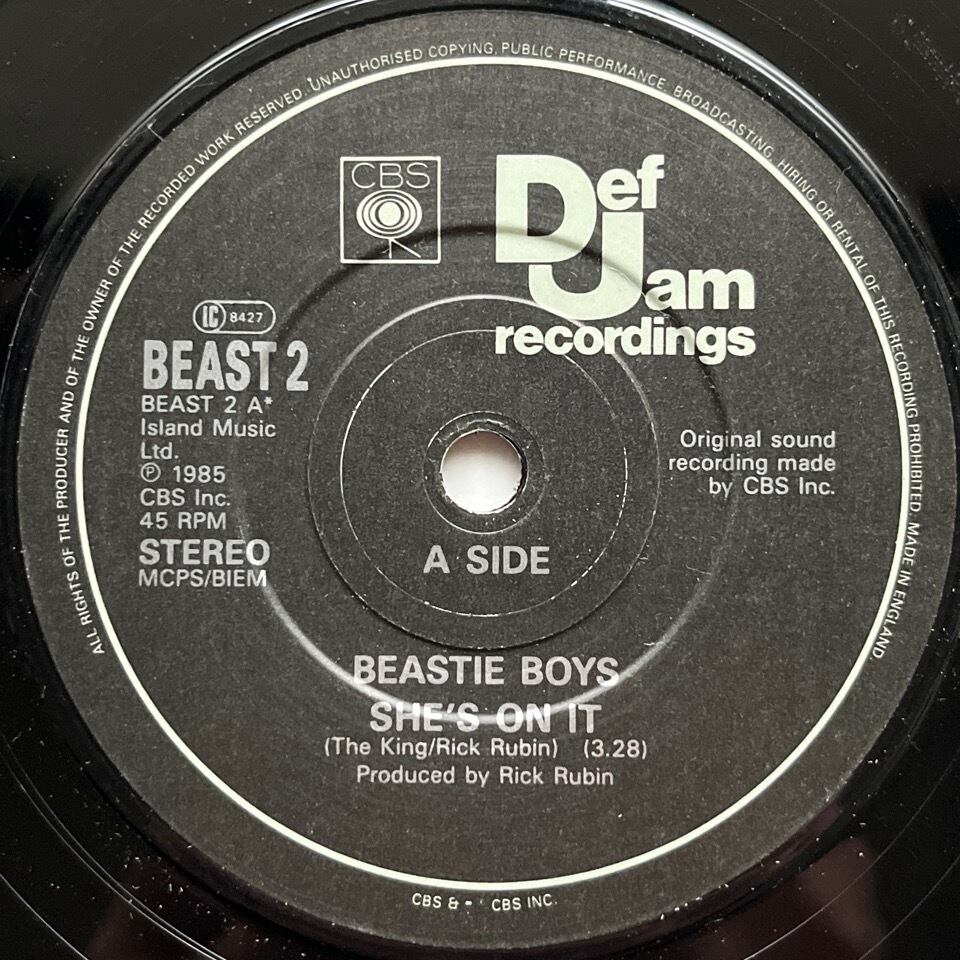 ALL RIGHTS OF THE PRODUCER AND OF THE OWNER OF THE RECORDED WORK RESERVED. UNAUTHORISED COPYING, PUBLIC PERFORMANCE, BROADCASTING, HIRING OR RENTAL OF THIS RECORDING PROHIBITED. MADE IN ENGLAND.
CBS
Def
Jam
recordings
LC 8427
BEAST 2
BEAST 2 A*
Island Music
Ltd.
℗ 1985
CBS Inc.
45 RPM
STEREO
MCPS/BIEM
Original sound
recording made
by CBS Inc.
A SIDE
BEASTIE BOYS
SHE'S ON IT
(The King/Rick Rubin) (3.28)
Produced by Rick Rubin
CBS & CBS INC.